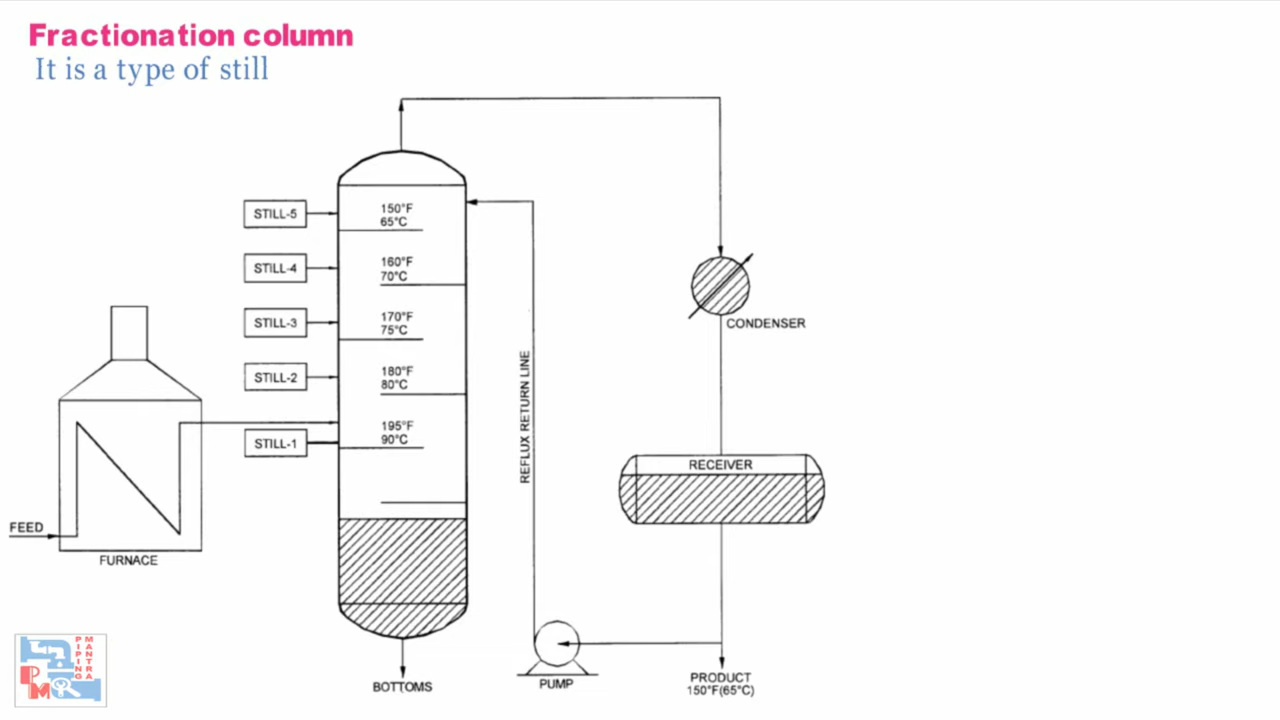 Fractionation column
It is a type of still
STILL-5
150°F
65°C
STILL-4
160°F
70°C
STILL-3
170°F
75°C
STILL-2
180°F
80°C
STILL-1
195°F
90°C
FEED
FURNACE
BOTTOMS
REFLUX RETURN LINE
PUMP
CONDENSER
RECEIVER
PRODUCT
150°F(65°C)
PIPING
MANTRA
PM